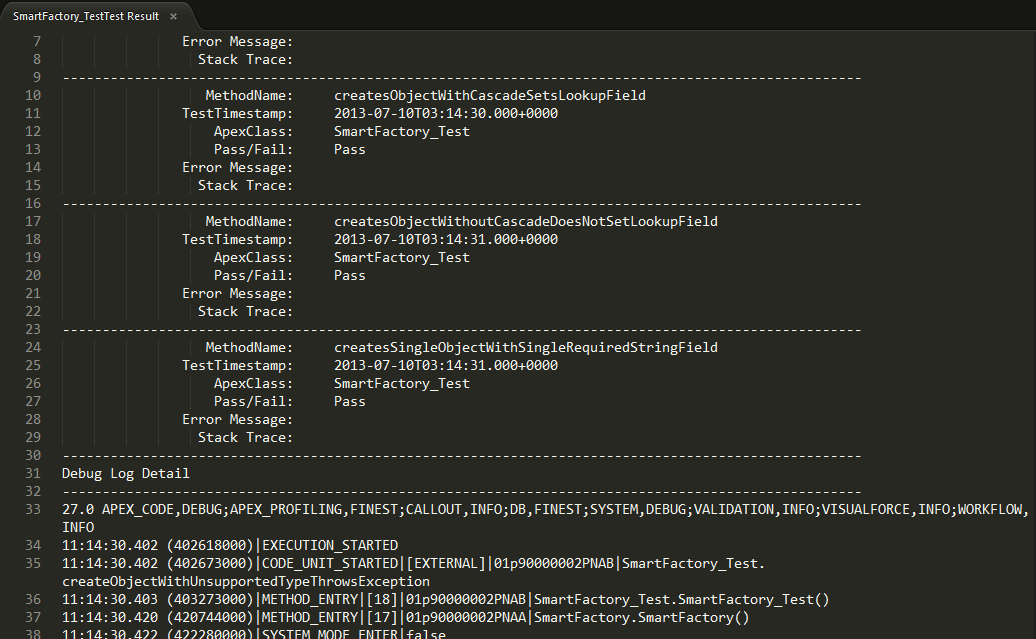 SmartFactory_TestTest Result ×
7 Error Message:
8 Stack Trace:
9 ----------------------------------------------------------------------------------------------------
10 MethodName: createsObjectWithCascadeSetsLookupField
11 TestTimestamp: 2013-07-10T03:14:30.000+0000
12 ApexClass: SmartFactory_Test
13 Pass/Fail: Pass
14 Error Message:
15 Stack Trace:
16 ----------------------------------------------------------------------------------------------------
17 MethodName: createsObjectWithoutCascadeDoesNotSetLookupField
18 TestTimestamp: 2013-07-10T03:14:31.000+0000
19 ApexClass: SmartFactory_Test
20 Pass/Fail: Pass
21 Error Message:
22 Stack Trace:
23 ----------------------------------------------------------------------------------------------------
24 MethodName: createsSingleObjectWithSingleRequiredStringField
25 TestTimestamp: 2013-07-10T03:14:31.000+0000
26 ApexClass: SmartFactory_Test
27 Pass/Fail: Pass
28 Error Message:
29 Stack Trace:
30 ----------------------------------------------------------------------------------------------------
31 Debug Log Detail
32 ----------------------------------------------------------------------------------------------------
33 27.0 APEX_CODE,DEBUG;APEX_PROFILING,FINEST;CALLOUT,INFO;DB,FINEST;SYSTEM,DEBUG;VALIDATION,INFO;VISUALFORCE,INFO;WORKFLOW,
INFO
34 11:14:30.402 (402618000)|EXECUTION_STARTED
35 11:14:30.402 (402673000)|CODE_UNIT_STARTED|[EXTERNAL]|01p90000002PNAB|SmartFactory_Test.
createObjectWithUnsupportedTypeThrowsException
36 11:14:30.403 (403273000)|METHOD_ENTRY|[18]|01p90000002PNAB|SmartFactory_Test.SmartFactory_Test()
37 11:14:30.420 (420744000)|METHOD_ENTRY|[17]|01p90000002PNAA|SmartFactory.SmartFactory()
38 11:14:30.422 (422280000)|SYSTEM_MODE_ENTER|false